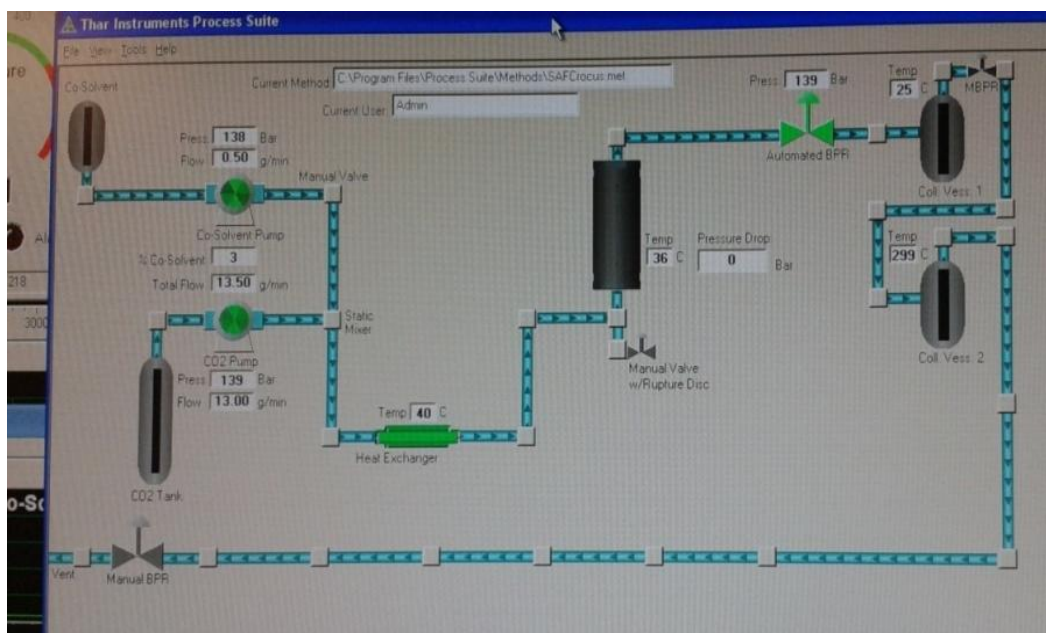 Thar Instruments Process Suite
File View Tools Help
Current Method C:\Program Files\Process Suite\Methods\SAFCrocus.met
Current User Admin
Co-Solvent
Press. 138 Bar
Flow 0.50 g/min
Manual Valve
Co-Solvent Pump
% Co-Solvent 3
Total Flow 13.50 g/min
Static
Mixer
CO2 Pump
Press. 139 Bar
Flow 13.00 g/min
CO2 Tank
Temp 40 C
Heat Exchanger
Temp
36 C
Pressure Drop
0 Bar
Manual Valve
w/Rupture Disc
Press. 139 Bar
Automated BPR
Temp
25 C
MBPR
Coll. Vess. 1
Temp
299 C
Coll. Vess. 2
Vent
Manual BPR
218
3000